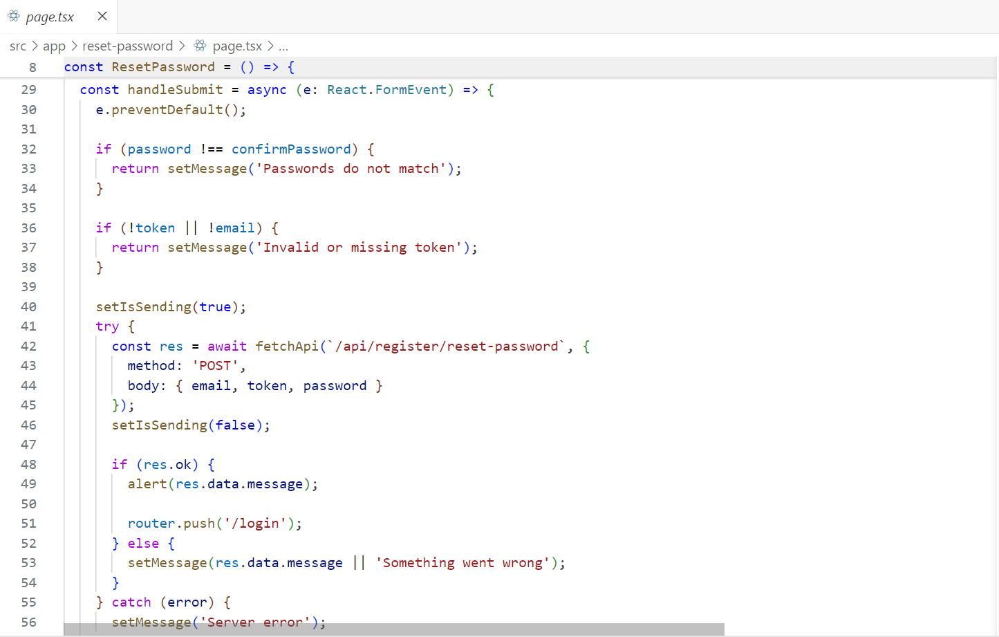 page.tsx
src > app > reset-password > page.tsx > ...
8 const ResetPassword = () => {
29 const handleSubmit = async (e: React.FormEvent) => {
30 e.preventDefault();
31
32 if (password !== confirmPassword) {
33 return setMessage('Passwords do not match');
34 }
35
36 if (!token || !email) {
37 return setMessage('Invalid or missing token');
38 }
39
40 setIsSending(true);
41 try {
42 const res = await fetchApi(`/api/register/reset-password`, {
43 method: 'POST',
44 body: { email, token, password }
45 });
46 setIsSending(false);
47
48 if (res.ok) {
49 alert(res.data.message);
50
51 router.push('/login');
52 } else {
53 setMessage(res.data.message || 'Something went wrong');
54 }
55 } catch (error) {
56 setMessage('Server error');